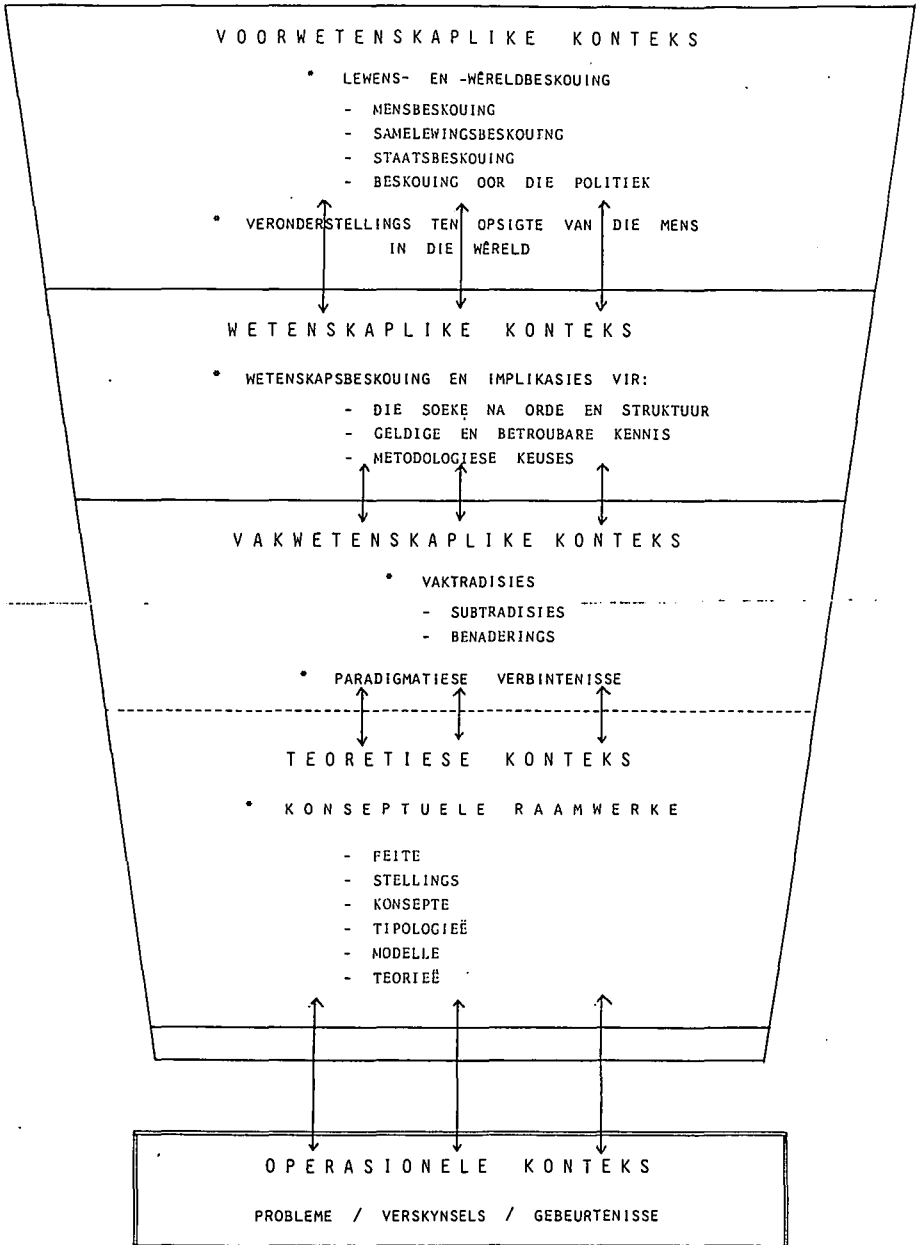 VOORWETENSKAPLIKE KONTEKS
* LEWENS- EN -WÊRELDBESKOUING
- MENSBESKOUING
- SAMELEWINGSBESKOUING
- STAATSBESKOUING
- BESKOUING OOR DIE POLITIEK
* VERONDERSTELLINGS TEN OPSIGTE VAN DIE MENS
IN DIE WÊRELD
WETENSKAPLIKE KONTEKS
* WETENSKAPSBESKOUING EN IMPLIKASIES VIR:
- DIE SOEKE NA ORDE EN STRUKTUUR
- GELDIGE EN BETROUBARE KENNIS
- METODOLOGIESE KEUSES
VAKWETENSKAPLIKE KONTEKS
* VAKTRADISIES
- SUBTRADISIES
- BENADERINGS
* PARADIGMATIESE VERBINTENISSE
TEORETIESE KONTEKS
* KONSEPTUELE RAAMWERKE
- FEITE
- STELLINGS
- KONSEPTE
- TIPOLOGIEË
- MODELLE
- TEORIEË
OPERASIONELE KONTEKS
PROBLEME / VERSKYNSELS / GEBEURTENISSE